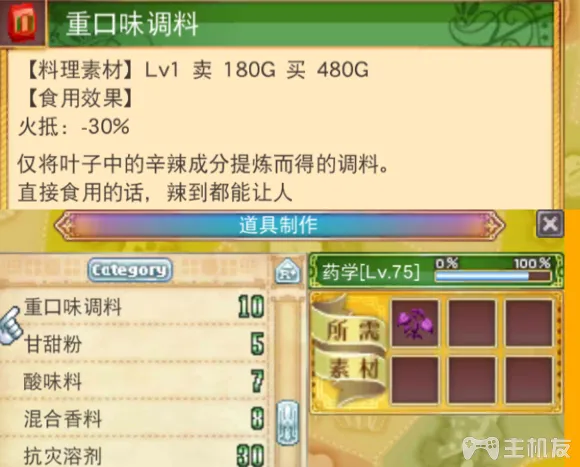 重口味调料
【料理素材】Lv1 卖 180G 买 480G
【食用效果】
火抵：-30%
仅将叶子中的辛辣成分提炼而得的调料。
直接食用的话，辣到都能让人
道具制作
Category
药学[Lv.75] 0% 100%
重口味调料 10
甘甜粉 5
酸味料 7
混合香料 8
抗灾溶剂 30
所需
素材
主机友